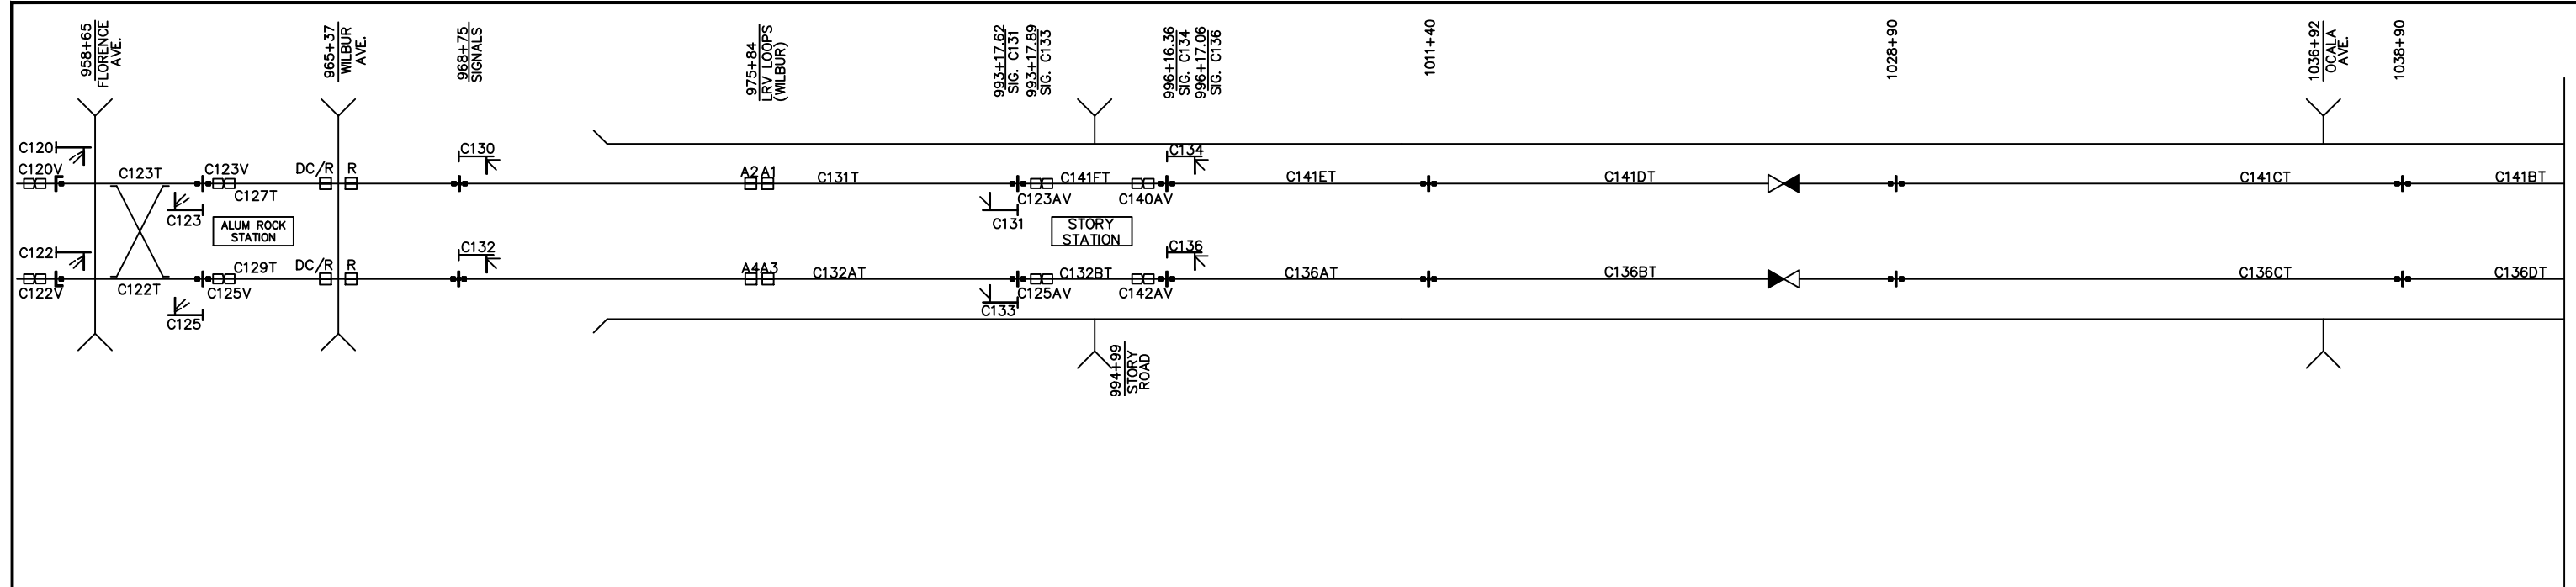 958+65
FLORENCE
AVE.
965+37
WILBUR
AVE.
968+75
SIGNALS
975+84
LRV LOOPS
(WILBUR)
993+17.62
SIG. C131
993+17.89
SIG. C133
996+16.36
SIG. C134
996+17.06
SIG. C136
1011+40
1028+90
1036+92
OCALA
AVE.
1038+90
C120
C130
C134
C120V
C123T
C123V
DC/R
R
A2
A1
C131T
C141FT
C141ET
C141DT
C141CT
C141BT
C127T
C123AV
C140AV
C123
C131
ALUM ROCK
STATION
STORY
STATION
C122
C132
C136
C129T
DC/R
R
A4
A3
C132AT
C132BT
C136AT
C136BT
C136CT
C136DT
C122V
C122T
C125V
C125AV
C142AV
C125
C133
994+99
STORY
ROAD